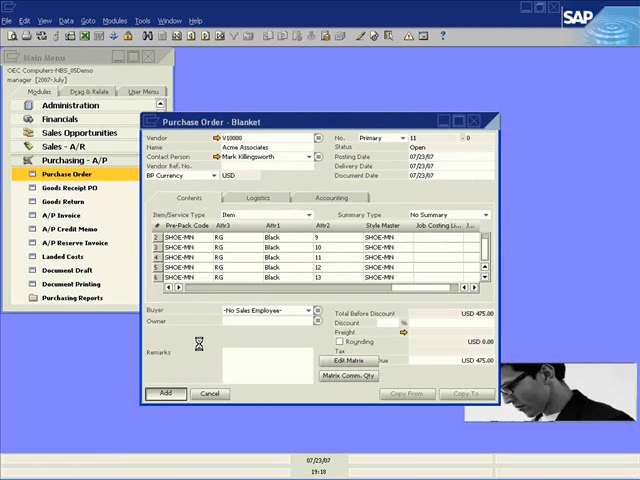 SAP
File Edit View Data Goto Modules Tools Window Help
Main Menu
OEC Computers-NBS_05Demo
manager [2007-July]
Modules Drag & Relate User Menu
Administration
Financials
Sales Opportunities
Sales - A/R
Purchasing - A/P
Purchase Order
Goods Receipt PO
Goods Return
A/P Invoice
A/P Credit Memo
A/P Reserve Invoice
Landed Costs
Document Draft
Document Printing
Purchasing Reports
Purchase Order - Blanket
Vendor V10000 No. Primary 11 - 0
Name Acme Associates Status Open
Contact Person Mark Killingsworth Posting Date 07/23/07
Vendor Ref. No. Delivery Date 07/23/07
BP Currency USD Document Date 07/23/07
Contents Logistics Accounting
Item/Service Type Item Summary Type No Summary
# Pre-Pack Code Attr3 Attr1 Attr2 Style Master Job Costing Li... J...
2 SHOE-MN RG Black 9 SHOE-MN
3 SHOE-MN RG Black 10 SHOE-MN
4 SHOE-MN RG Black 11 SHOE-MN
5 SHOE-MN RG Black 12 SHOE-MN
6 SHOE-MN RG Black 13 SHOE-MN
Buyer -No Sales Employee- Total Before Discount USD 475.00
Owner Discount %
Freight
Rounding USD 0.00
Remarks Tax
Edit Matrix Due USD 475.00
Matrix Comm. Qty
Add Cancel Copy From Copy To
07/23/07
19:18